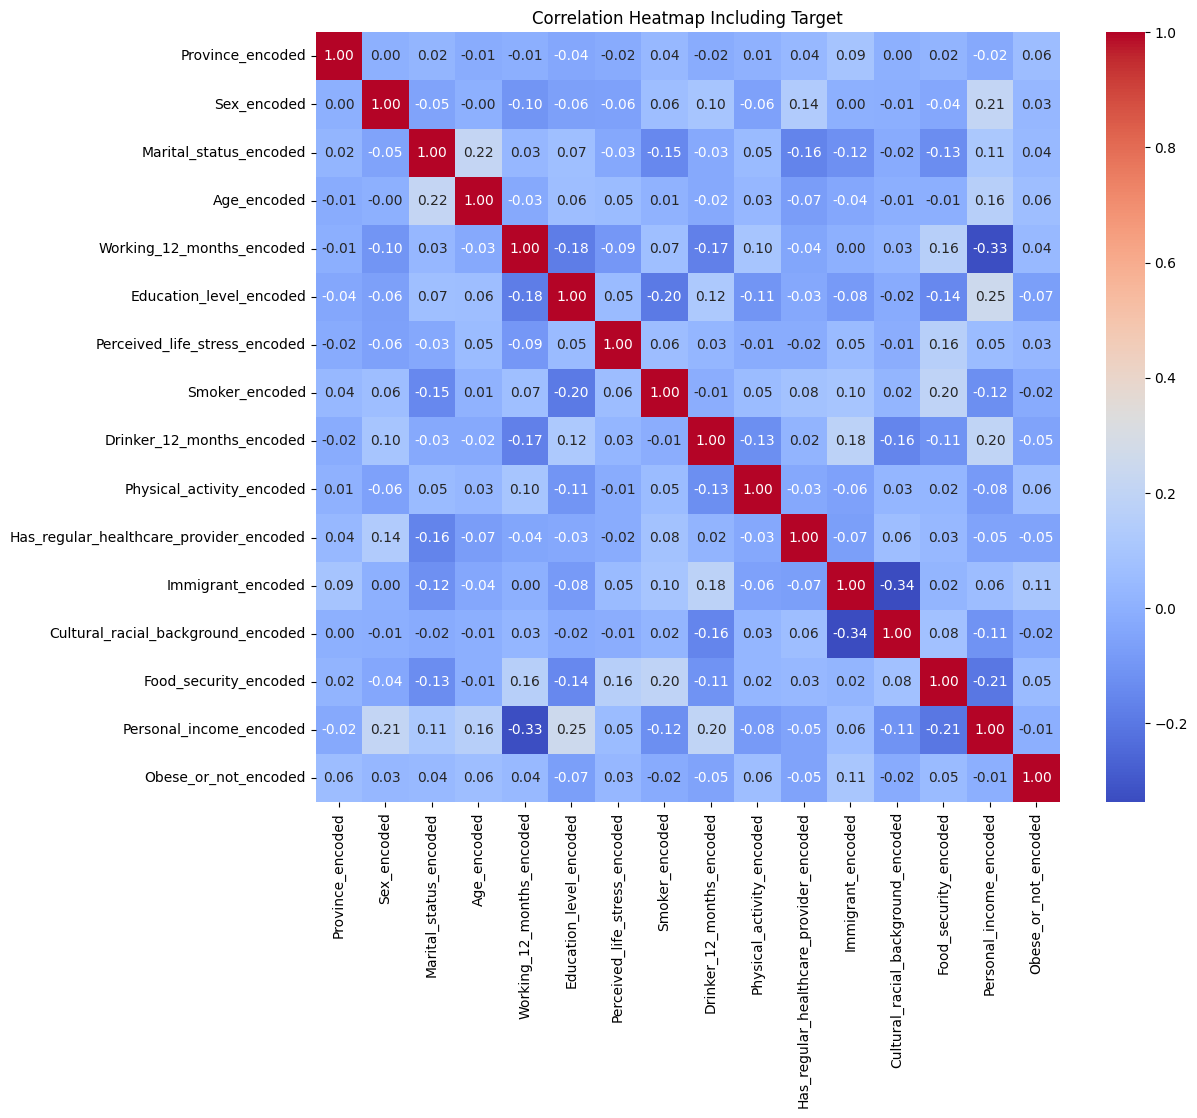 Correlation Heatmap Including Target
Province_encoded 1.00 0.00 0.02 -0.01 -0.01 -0.04 -0.02 0.04 -0.02 0.01 0.04 0.09 0.00 0.02 -0.02 0.06
Sex_encoded 0.00 1.00 -0.05 -0.00 -0.10 -0.06 -0.06 0.06 0.10 -0.06 0.14 0.00 -0.01 -0.04 0.21 0.03
Marital_status_encoded 0.02 -0.05 1.00 0.22 0.03 0.07 -0.03 -0.15 -0.03 0.05 -0.16 -0.12 -0.02 -0.13 0.11 0.04
Age_encoded -0.01 -0.00 0.22 1.00 -0.03 0.06 0.05 0.01 -0.02 0.03 -0.07 -0.04 -0.01 -0.01 0.16 0.06
Working_12_months_encoded -0.01 -0.10 0.03 -0.03 1.00 -0.18 -0.09 0.07 -0.17 0.10 -0.04 0.00 0.03 0.16 -0.33 0.04
Education_level_encoded -0.04 -0.06 0.07 0.06 -0.18 1.00 0.05 -0.20 0.12 -0.11 -0.03 -0.08 -0.02 -0.14 0.25 -0.07
Perceived_life_stress_encoded -0.02 -0.06 -0.03 0.05 -0.09 0.05 1.00 0.06 0.03 -0.01 -0.02 0.05 -0.01 0.16 0.05 0.03
Smoker_encoded 0.04 0.06 -0.15 0.01 0.07 -0.20 0.06 1.00 -0.01 0.05 0.08 0.10 0.02 0.20 -0.12 -0.02
Drinker_12_months_encoded -0.02 0.10 -0.03 -0.02 -0.17 0.12 0.03 -0.01 1.00 -0.13 0.02 0.18 -0.16 -0.11 0.20 -0.05
Physical_activity_encoded 0.01 -0.06 0.05 0.03 0.10 -0.11 -0.01 0.05 -0.13 1.00 -0.03 -0.06 0.03 0.02 -0.08 0.06
Has_regular_healthcare_provider_encoded 0.04 0.14 -0.16 -0.07 -0.04 -0.03 -0.02 0.08 0.02 -0.03 1.00 -0.07 0.06 0.03 -0.05 -0.05
Immigrant_encoded 0.09 0.00 -0.12 -0.04 0.00 -0.08 0.05 0.10 0.18 -0.06 -0.07 1.00 -0.34 0.02 0.06 0.11
Cultural_racial_background_encoded 0.00 -0.01 -0.02 -0.01 0.03 -0.02 -0.01 0.02 -0.16 0.03 0.06 -0.34 1.00 0.08 -0.11 -0.02
Food_security_encoded 0.02 -0.04 -0.13 -0.01 0.16 -0.14 0.16 0.20 -0.11 0.02 0.03 0.02 0.08 1.00 -0.21 0.05
Personal_income_encoded -0.02 0.21 0.11 0.16 -0.33 0.25 0.05 -0.12 0.20 -0.08 -0.05 0.06 -0.11 -0.21 1.00 -0.01
Obese_or_not_encoded 0.06 0.03 0.04 0.06 0.04 -0.07 0.03 -0.02 -0.05 0.06 -0.05 0.11 -0.02 0.05 -0.01 1.00
Province_encoded
Sex_encoded
Marital_status_encoded
Age_encoded
Working_12_months_encoded
Education_level_encoded
Perceived_life_stress_encoded
Smoker_encoded
Drinker_12_months_encoded
Physical_activity_encoded
Has_regular_healthcare_provider_encoded
Immigrant_encoded
Cultural_racial_background_encoded
Food_security_encoded
Personal_income_encoded
Obese_or_not_encoded
1.0
0.8
0.6
0.4
0.2
0.0
−0.2